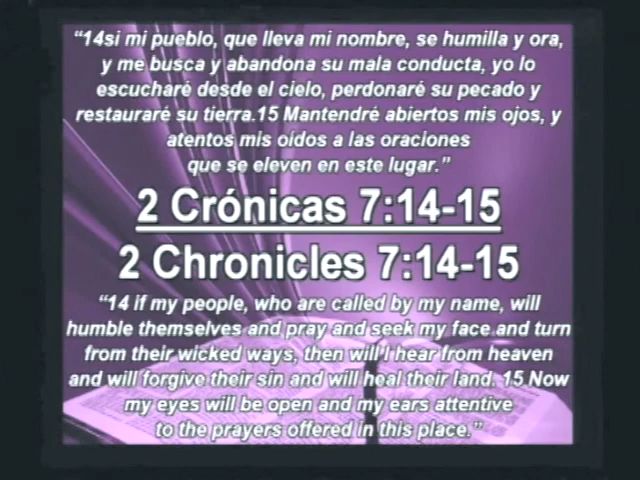 “14si mi pueblo, que lleva mi nombre, se humilla y ora,
y me busca y abandona su mala conducta, yo lo
escucharé desde el cielo, perdonaré su pecado y
restauraré su tierra.15 Mantendré abiertos mis ojos, y
atentos mis oídos a las oraciones
que se eleven en este lugar.”
2 Crónicas 7:14-15
2 Chronicles 7:14-15
“14 if my people, who are called by my name, will
humble themselves and pray and seek my face and turn
from their wicked ways, then will I hear from heaven
and will forgive their sin and will heal their land. 15 Now
my eyes will be open and my ears attentive
to the prayers offered in this place.”